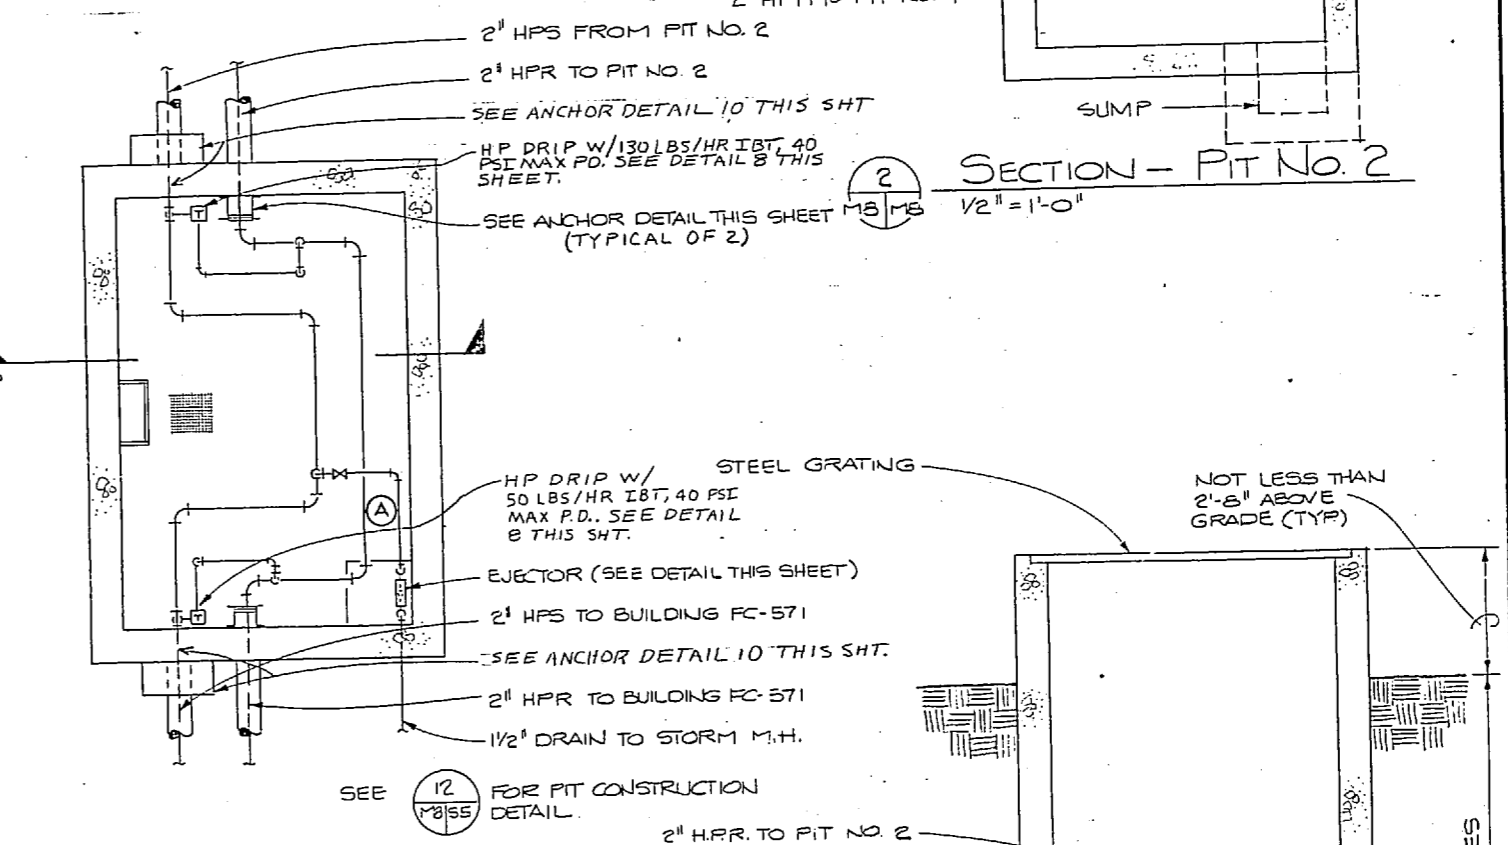 2" HPS FROM PIT NO. 2
2" HPR TO PIT NO. 2
SEE ANCHOR DETAIL 10 THIS SHT
HP DRIP W/130 LBS/HR IBT, 40
PSI MAX PD. SEE DETAIL 8 THIS
SHEET.
SEE ANCHOR DETAIL THIS SHEET
(TYPICAL OF 2)
SUMP
2
M8 M8
SECTION - PIT NO. 2
1/2" = 1'-0"
T
HP DRIP W/
50 LBS/HR IBT, 40 PSI
MAX P.D.. SEE DETAIL
8 THIS SHT.
A
T
EJECTOR (SEE DETAIL THIS SHEET)
2" HPS TO BUILDING FC-571
SEE ANCHOR DETAIL 10 THIS SHT.
2" HPR TO BUILDING FC-571
1 1/2" DRAIN TO STORM M.H.
SEE 12 FOR PIT CONSTRUCTION
M8 S5 DETAIL.
STEEL GRATING
NOT LESS THAN
2'-8" ABOVE
GRADE (TYP.)
2" H.P.R. TO PIT NO. 2